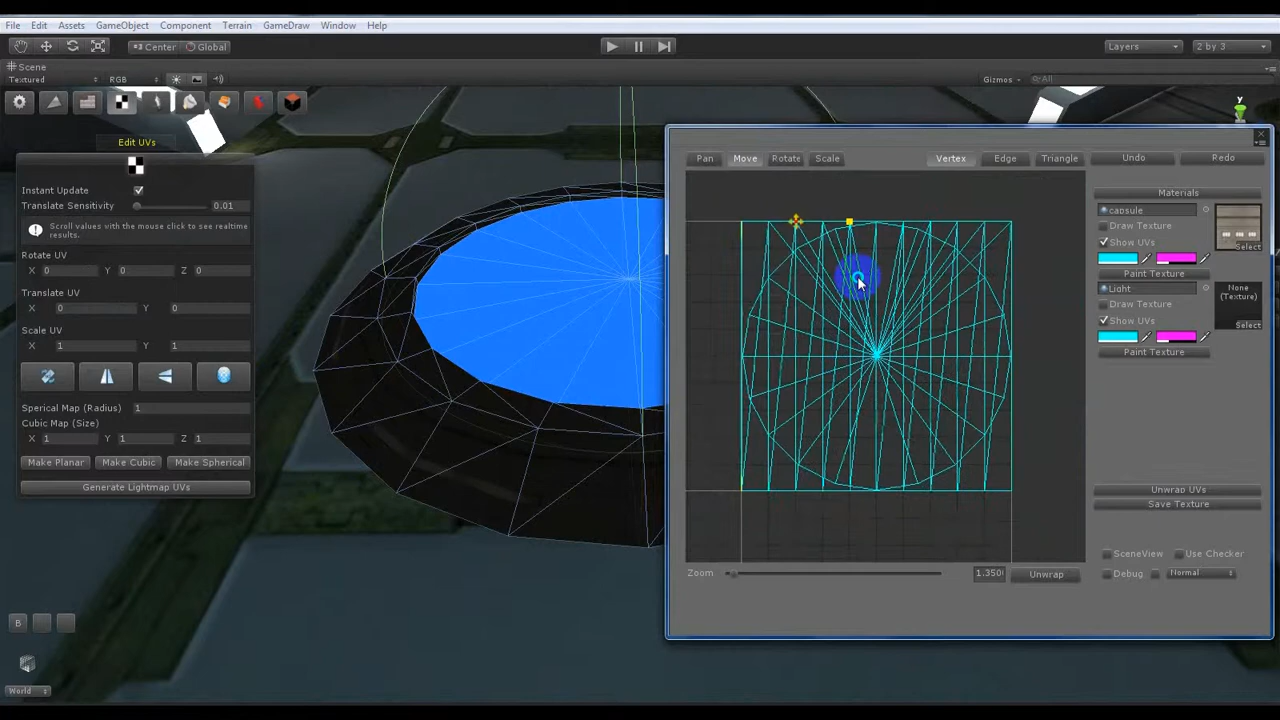 File Edit Assets GameObject Component Terrain GameDraw Window Help
Center Global Layers 2 by 3
Scene
Textured RGB Gizmos All
y
Edit UVs
Pan Move Rotate Scale Vertex Edge Triangle Undo Redo
Instant Update
Materials
Translate Sensitivity 0.01
capsule
Draw Texture
Scroll values with the mouse click to see realtime
results.
Show UVs
Select
Rotate UV
X 0 Y 0 Z 0
Paint Texture
Light
None
(Texture)
Translate UV
Draw Texture
X 0 Y 0
Show UVs
Select
Scale UV
X 1 Y 1
Paint Texture
Sperical Map (Radius) 1
Cubic Map (Size)
X 1 Y 1 Z 1
Make Planar Make Cubic Make Spherical
Generate Lightmap UVs
Unwrap UVs
Save Texture
SceneView Use Checker
Zoom 1.350 Unwrap Debug Normal
B
World